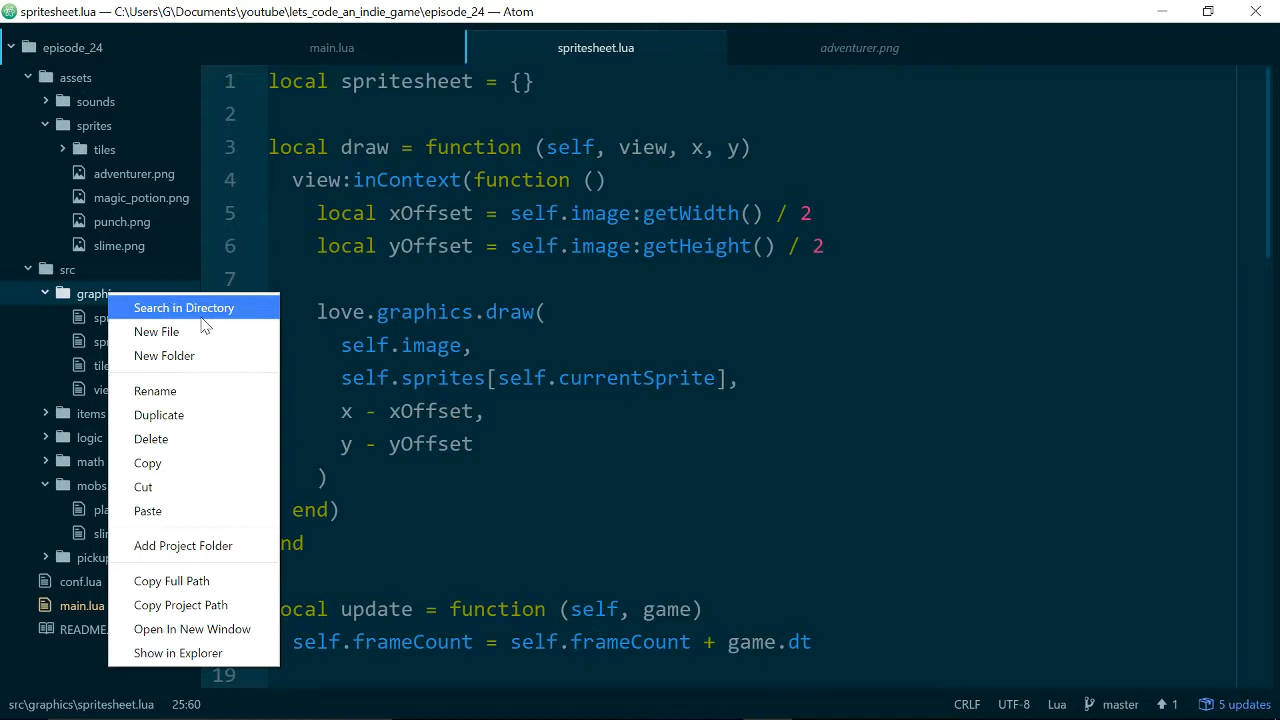 spritesheet.lua — C:\Users\G\Documents\youtube\lets_code_an_indie_game\episode_24 — Atom
episode_24
main.lua
spritesheet.lua
adventurer.png
assets
sounds
sprites
tiles
adventurer.png
magic_potion.png
punch.png
slime.png
src
graphi
sp
sp
tile
vie
items
logic
math
mobs
pla
slin
pickup
conf.lua
main.lua
README.
Search in Directory
New File
New Folder
Rename
Duplicate
Delete
Copy
Cut
Paste
Add Project Folder
Copy Full Path
Copy Project Path
Open In New Window
Show in Explorer
1 local spritesheet = {}
2
3 local draw = function (self, view, x, y)
4 view:inContext(function ()
5 local xOffset = self.image:getWidth() / 2
6 local yOffset = self.image:getHeight() / 2
7
love.graphics.draw(
self.image,
self.sprites[self.currentSprite],
x - xOffset,
y - yOffset
)
end)
nd
ocal update = function (self, game)
self.frameCount = self.frameCount + game.dt
19
src\graphics\spritesheet.lua 25:60
CRLF UTF-8 Lua master 1 5 updates